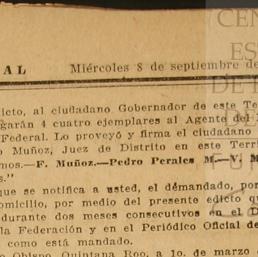 AL Miércoles 8 de septiembre de
CEN
ES
DE
icto, al ciudadano Gobernador de este Te
garán 4 cuatro ejemplares al Agente del
Federal. Lo proveyó y firma el ciudadano
o Muñoz, Juez de Distrito en este Terri
mos.—F. Muñoz.—Pedro Perales M.—V. M
s."
que se notifica a usted, el demandado, por
omicilio, por medio del presente edicto que
durante dos meses consecutivos en el D
la Federación y en el Periódico Oficial de
como está mandado.
Obispo, Quintana Roo, a 1o. de marzo